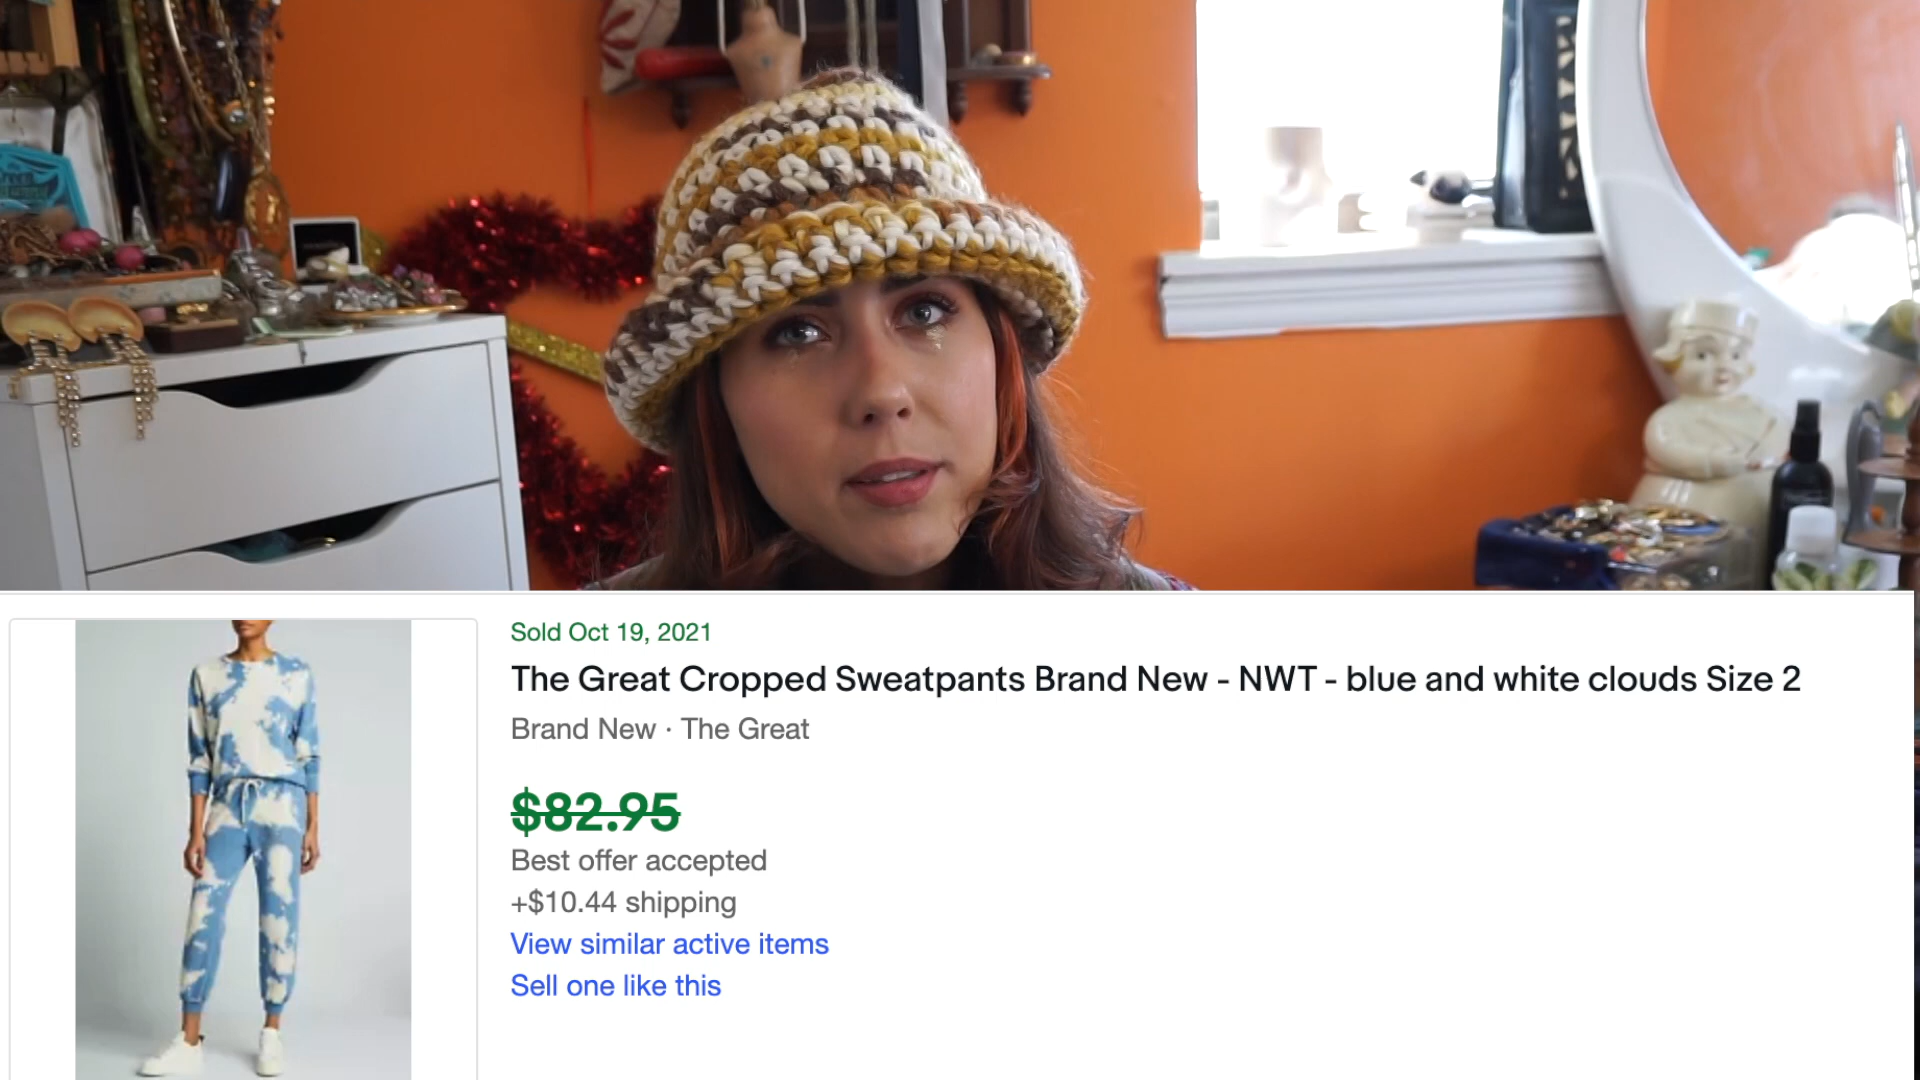 Sold Oct 19, 2021
The Great Cropped Sweatpants Brand New - NWT - blue and white clouds Size 2
Brand New · The Great
$82.95
Best offer accepted
+$10.44 shipping
View similar active items
Sell one like this